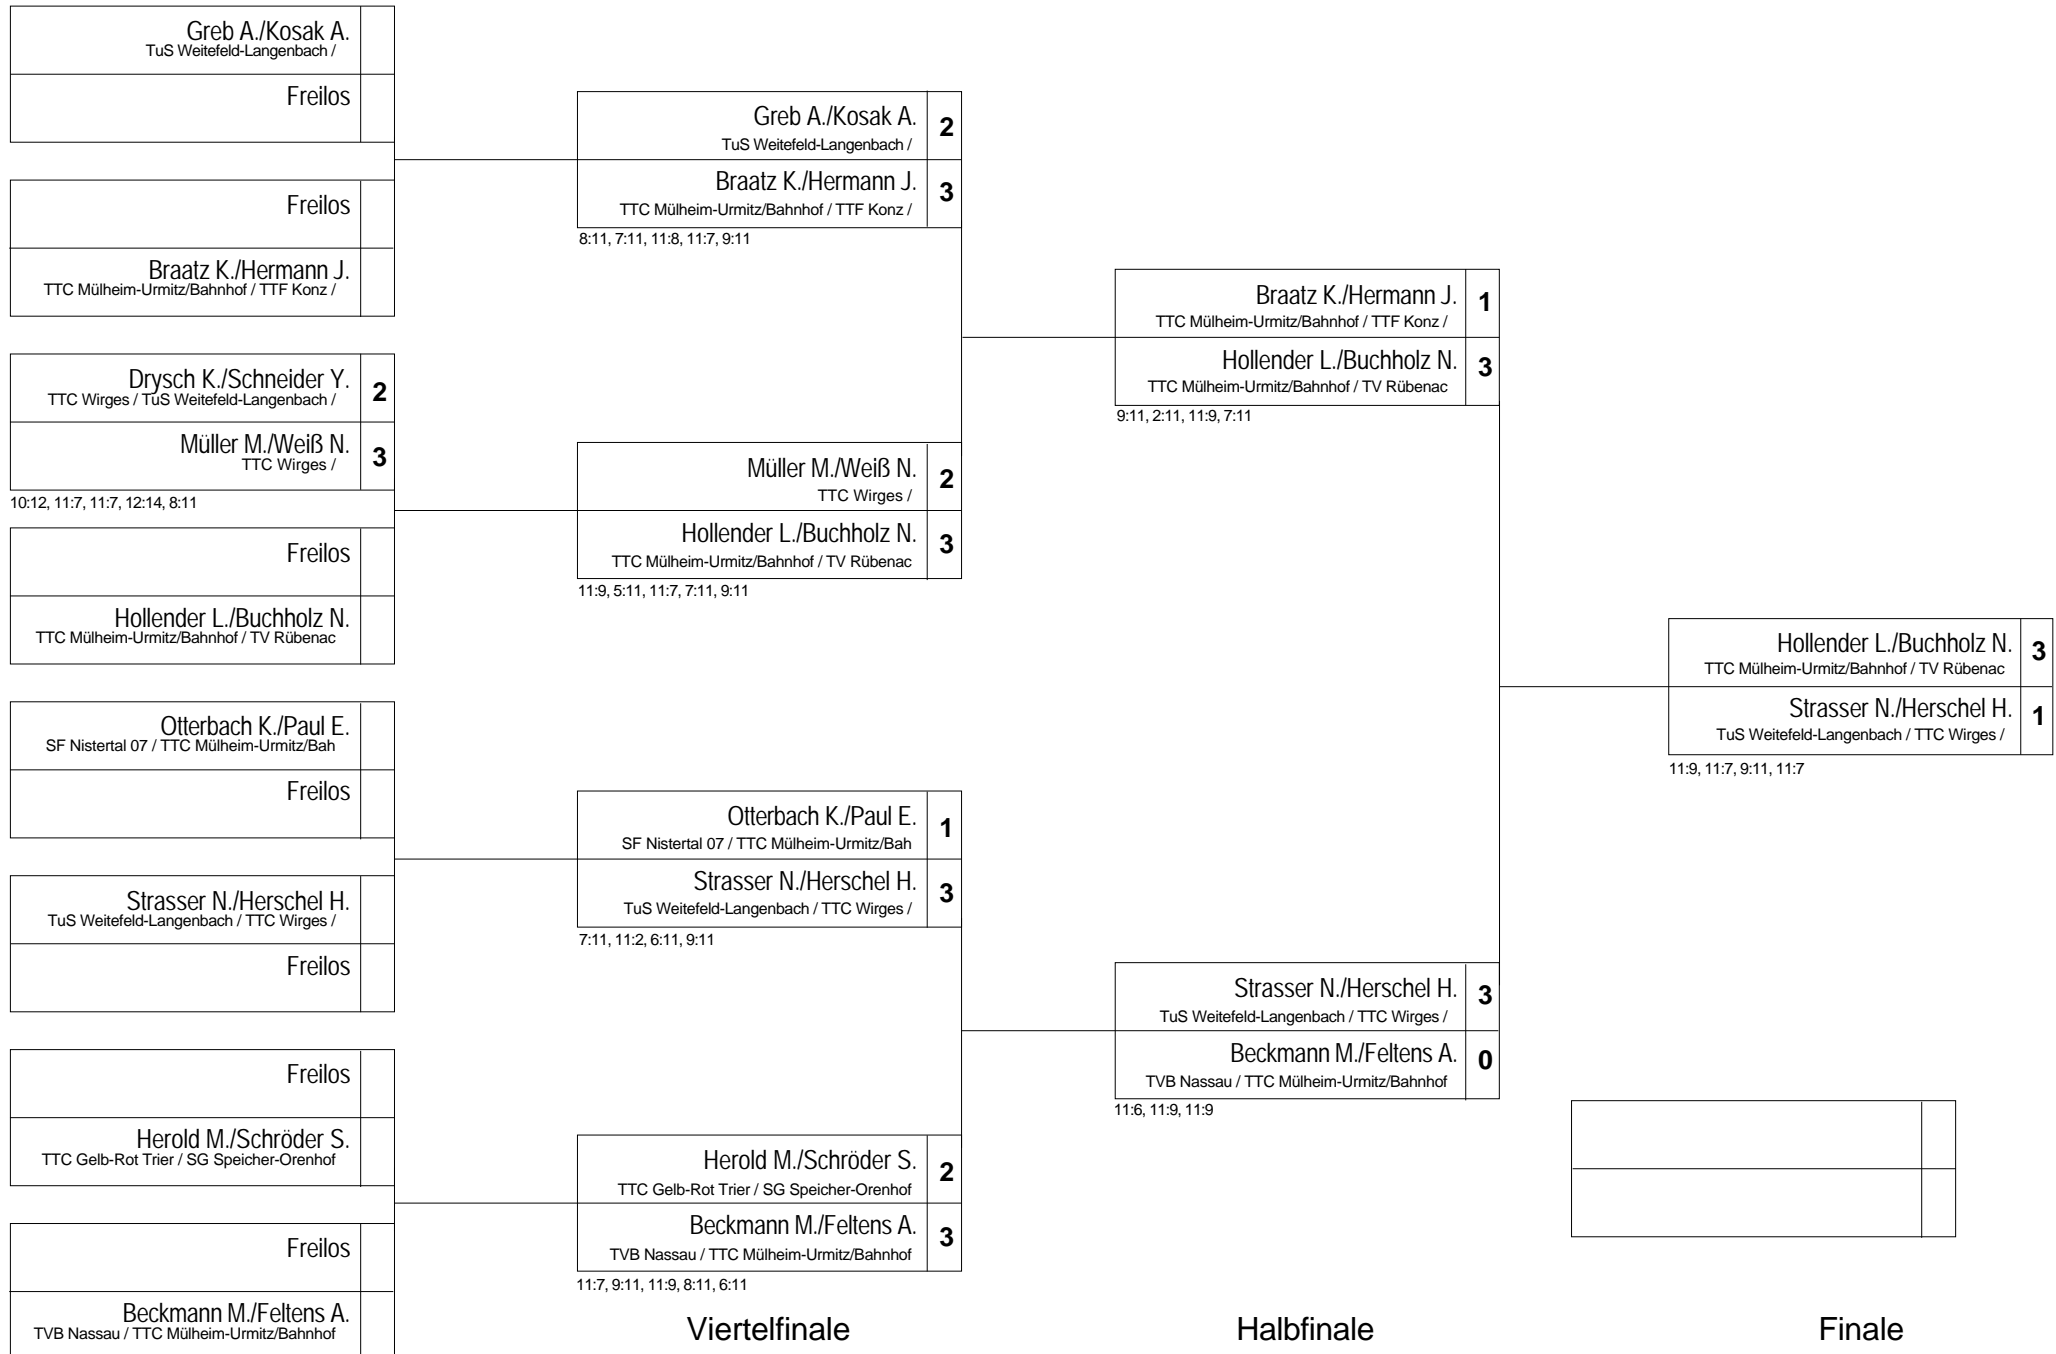 Greb A./Kosak A.
TuS Weitefeld-Langenbach /
Freilos
Freilos
Braatz K./Hermann J.
TTC Mülheim-Urmitz/Bahnhof / TTF Konz /
Drysch K./Schneider Y.
2
TTC Wirges / TuS Weitefeld-Langenbach /
Müller M./Weiß N.
3
TTC Wirges /
10:12, 11:7, 11:7, 12:14, 8:11
Freilos
Hollender L./Buchholz N.
TTC Mülheim-Urmitz/Bahnhof / TV Rübenac
Otterbach K./Paul E.
SF Nistertal 07 / TTC Mülheim-Urmitz/Bah
Freilos
Strasser N./Herschel H.
TuS Weitefeld-Langenbach / TTC Wirges /
Freilos
Freilos
Herold M./Schröder S.
TTC Gelb-Rot Trier / SG Speicher-Orenhof
Freilos
Beckmann M./Feltens A.
TVB Nassau / TTC Mülheim-Urmitz/Bahnhof
Greb A./Kosak A.
2
TuS Weitefeld-Langenbach /
Braatz K./Hermann J.
3
TTC Mülheim-Urmitz/Bahnhof / TTF Konz /
8:11, 7:11, 11:8, 11:7, 9:11
Müller M./Weiß N.
2
TTC Wirges /
Hollender L./Buchholz N.
3
TTC Mülheim-Urmitz/Bahnhof / TV Rübenac
11:9, 5:11, 11:7, 7:11, 9:11
Otterbach K./Paul E.
1
SF Nistertal 07 / TTC Mülheim-Urmitz/Bah
Strasser N./Herschel H.
3
TuS Weitefeld-Langenbach / TTC Wirges /
7:11, 11:2, 6:11, 9:11
Herold M./Schröder S.
2
TTC Gelb-Rot Trier / SG Speicher-Orenhof
Beckmann M./Feltens A.
3
TVB Nassau / TTC Mülheim-Urmitz/Bahnhof
11:7, 9:11, 11:9, 8:11, 6:11
Viertelfinale
Braatz K./Hermann J.
1
TTC Mülheim-Urmitz/Bahnhof / TTF Konz /
Hollender L./Buchholz N.
3
TTC Mülheim-Urmitz/Bahnhof / TV Rübenac
9:11, 2:11, 11:9, 7:11
Strasser N./Herschel H.
3
TuS Weitefeld-Langenbach / TTC Wirges /
Beckmann M./Feltens A.
0
TVB Nassau / TTC Mülheim-Urmitz/Bahnhof
11:6, 11:9, 11:9
Halbfinale
Hollender L./Buchholz N.
3
TTC Mülheim-Urmitz/Bahnhof / TV Rübenac
Strasser N./Herschel H.
1
TuS Weitefeld-Langenbach / TTC Wirges /
11:9, 11:7, 9:11, 11:7
Finale